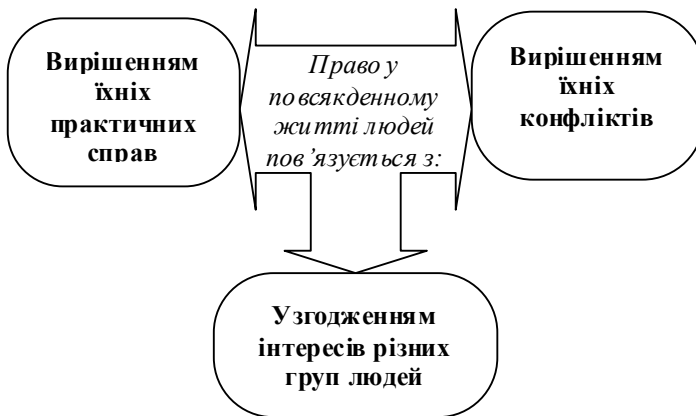 Вирішенням
їхніх
практичних
справ
Право у
повсякденному
житті людей
пов’язується з:
Вирішенням
їхніх
конфліктів
Узгодженням
інтересів різних
груп людей